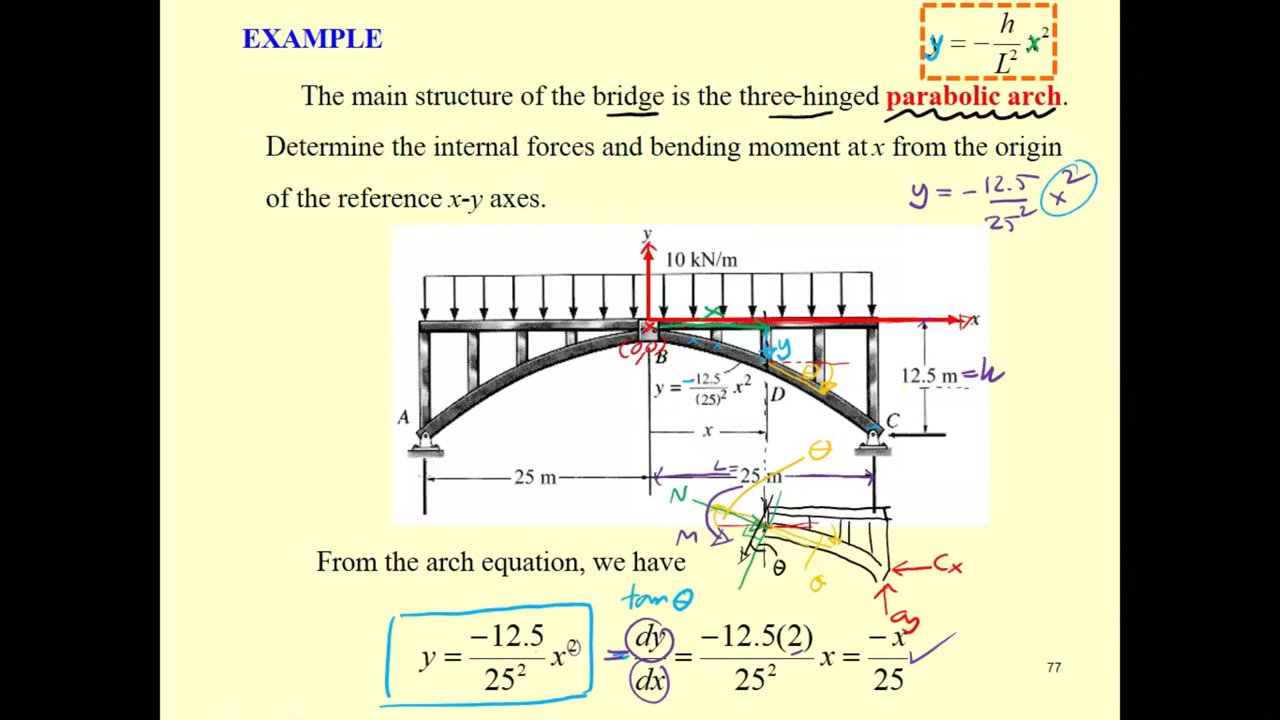 EXAMPLE
y = - h/L² x²
The main structure of the bridge is the three-hinged parabolic arch.
Determine the internal forces and bending moment at x from the origin
of the reference x-y axes.
y = -12.5/25² x²
y
10 kN/m
x
x
(0,0)
B
y
θ
y = -12.5/(25)² x²
D
12.5 m = h
A
C
x
25 m
L = 25 m
θ
N
M
θ
θ
Cx
Cy
From the arch equation, we have
tan θ
y = -12.5/25² x² = dy/dx = -12.5(2)/25² x = -x/25 ✓
77